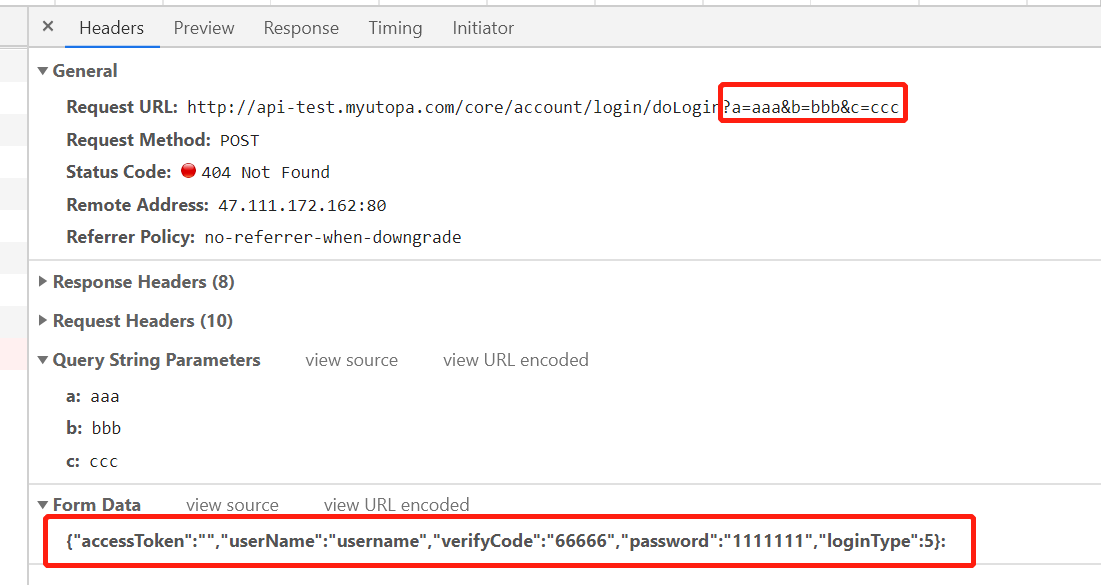 × Headers Preview Response Timing Initiator
▼ General
Request URL: http://api-test.myutopa.com/core/account/login/doLogin?a=aaa&b=bbb&c=ccc
Request Method: POST
Status Code: 404 Not Found
Remote Address: 47.111.172.162:80
Referrer Policy: no-referrer-when-downgrade
▶ Response Headers (8)
▶ Request Headers (10)
▼ Query String Parameters view source view URL encoded
a: aaa
b: bbb
c: ccc
▼ Form Data view source view URL encoded
{"accessToken":"","userName":"username","verifyCode":"66666","password":"1111111","loginType":5}: